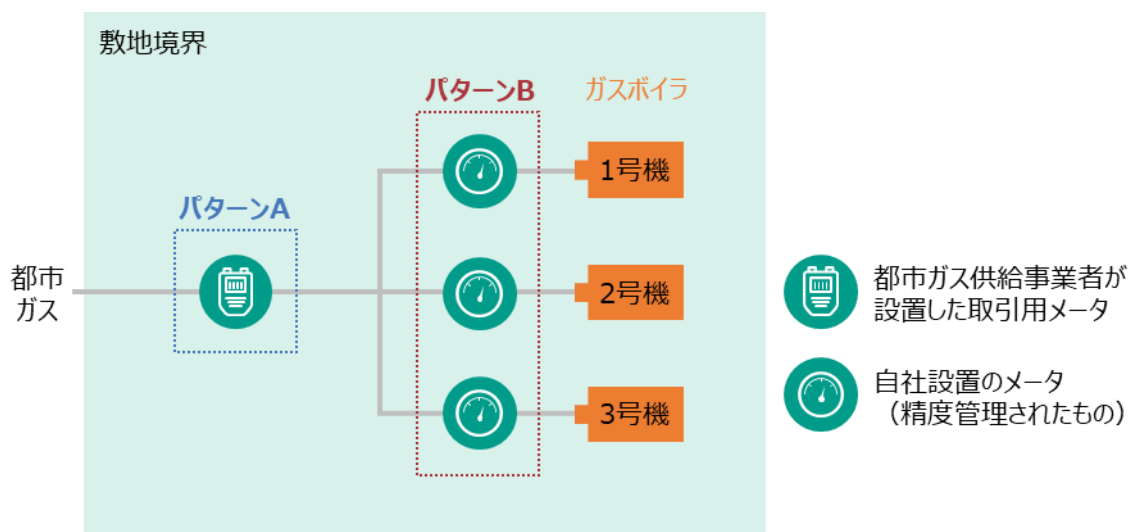 敷地境界
パターンB
ガスボイラ
1号機
パターンA
都市
ガス
2号機
3号機
都市ガス供給事業者が
設置した取引用メータ
自社設置のメータ
（精度管理されたもの）